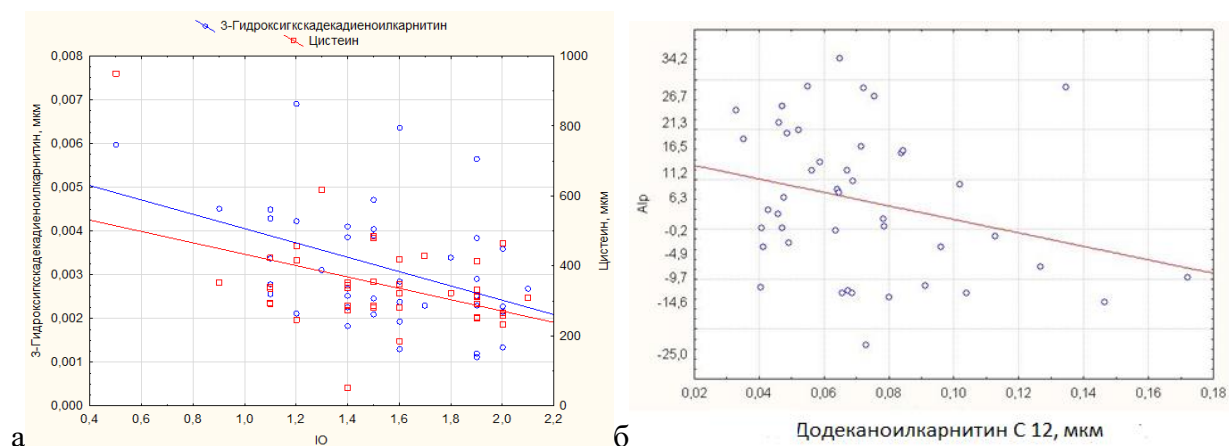 3-Гидроксигкскадекадиеноилкарнитин
Цистеин
0,008
0,007
0,006
0,005
0,004
0,003
0,002
0,001
0,000
3-Гидроксигкскадекадиеноилкарнитин, мкм
1000
800
600
400
200
0
Цистеин, мкм
0,4 0,6 0,8 1,0 1,2 1,4 1,6 1,8 2,0 2,2
IO
а
34,2
26,7
21,3
16,5
11,2
6,3
-0,2
-4,9
-9,7
-14,6
-25,0
Alp
0,02 0,04 0,06 0,08 0,10 0,12 0,14 0,16 0,18
Додеканоилкарнитин С 12, мкм
б